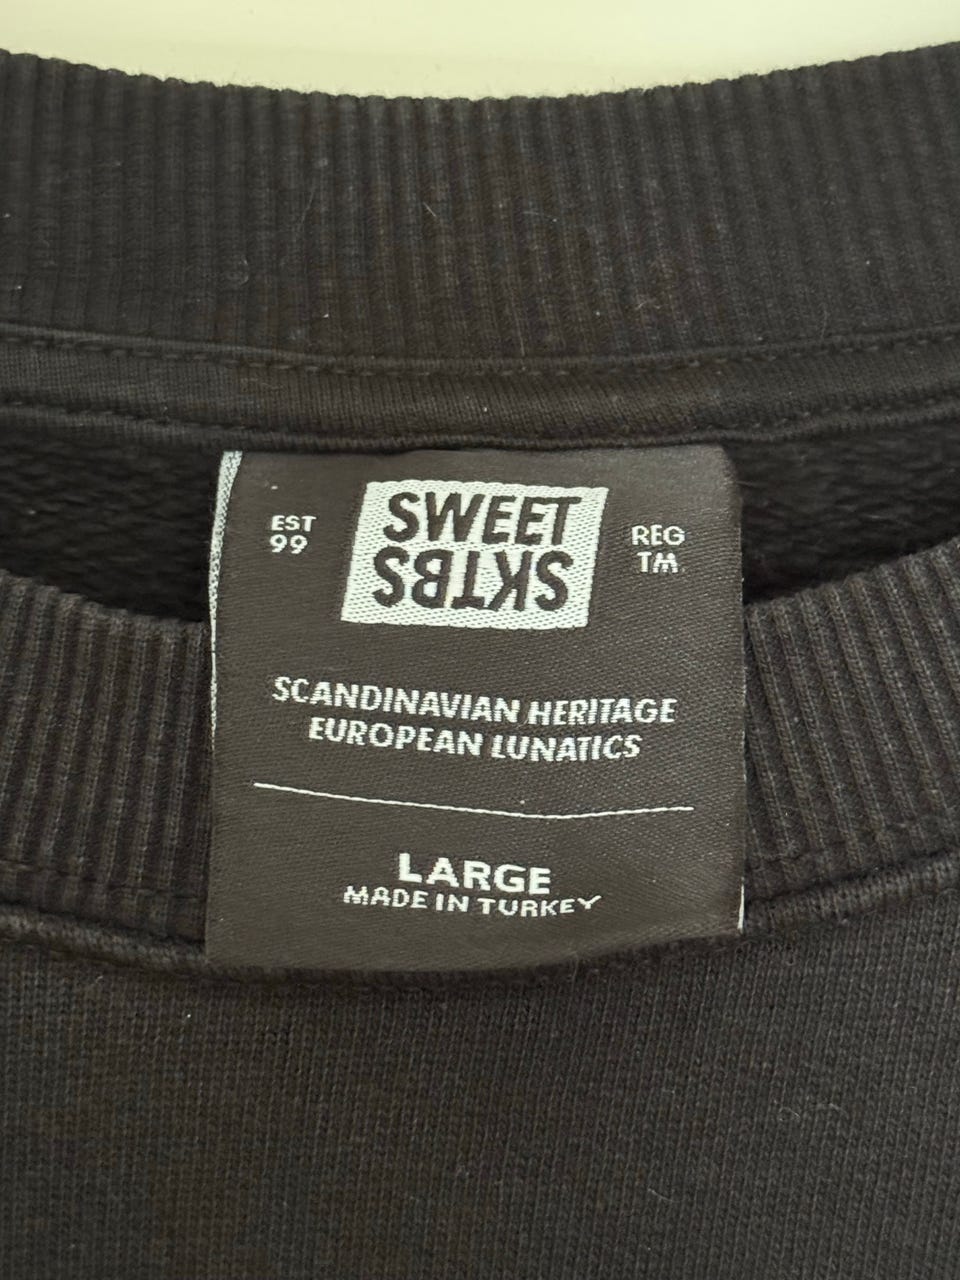 EST
99
SWEET
SKTBS
REG
TM
SCANDINAVIAN HERITAGE
EUROPEAN LUNATICS
LARGE
MADE IN TURKEY